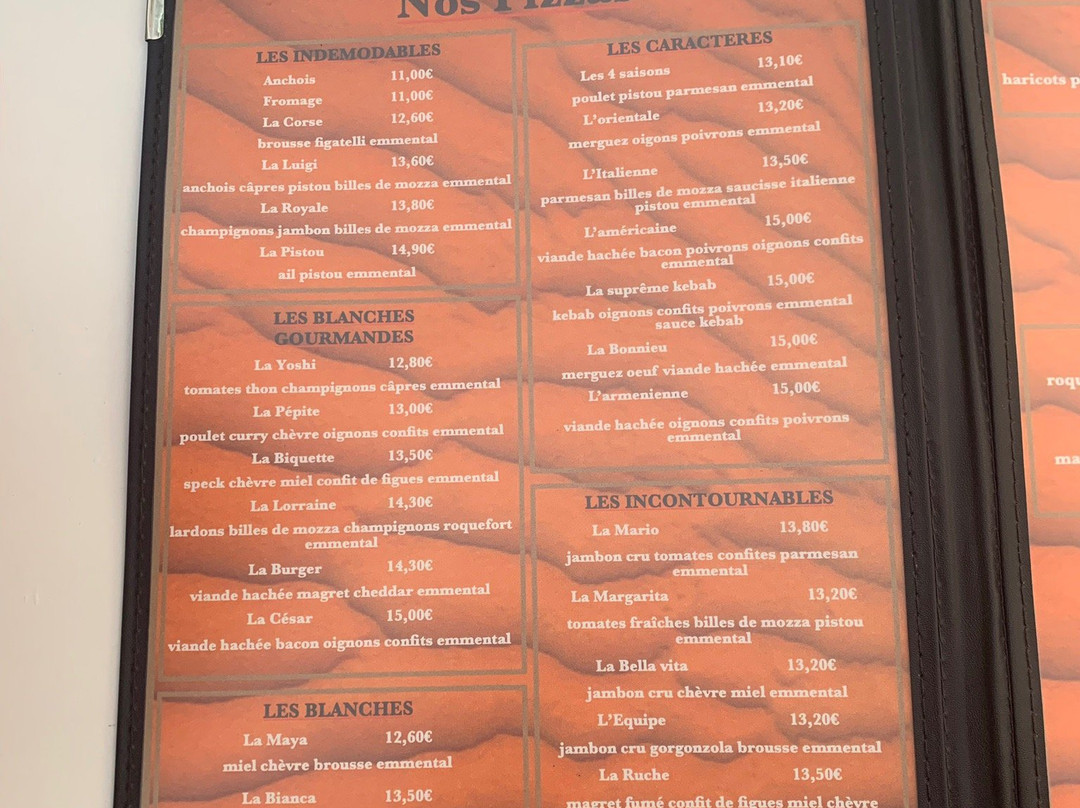 Nos Pizzas
LES INDEMODABLES
Anchois 11,00€
Fromage 11,00€
La Corse 12,60€
brousse figatelli emmental
La Luigi 13,60€
anchois câpres pistou billes de mozza emmental
La Royale 13,80€
champignons jambon billes de mozza emmental
La Pistou 14,90€
ail pistou emmental
LES BLANCHES
GOURMANDES
La Yoshi 12,80€
tomates thon champignons câpres emmental
La Pépite 13,00€
poulet curry chèvre oignons confits emmental
La Biquette 13,50€
speck chèvre miel confit de figues emmental
La Lorraine 14,30€
lardons billes de mozza champignons roquefort
emmental
La Burger 14,30€
viande hachée magret cheddar emmental
La César 15,00€
viande hachée bacon oignons confits emmental
LES BLANCHES
La Maya 12,60€
miel chèvre brousse emmental
La Bianca 13,50€
LES CARACTERES
Les 4 saisons 13,10€
poulet pistou parmesan emmental
L'orientale 13,20€
merguez oigons poivrons emmental
L'Italienne 13,50€
parmesan billes de mozza saucisse italienne
pistou emmental
L'américaine 15,00€
viande hachée bacon poivrons oignons confits
emmental
La suprême kebab 15,00€
kebab oignons confits poivrons emmental
sauce kebab
La Bonnieu 15,00€
merguez oeuf viande hachée emmental
L'armenienne 15,00€
viande hachée oignons confits poivrons
emmental
LES INCONTOURNABLES
La Mario 13,80€
jambon cru tomates confites parmesan
emmental
La Margarita 13,20€
tomates fraîches billes de mozza pistou
emmental
La Bella vita 13,20€
jambon cru chèvre miel emmental
L'Equipe 13,20€
jambon cru gorgonzola brousse emmental
La Ruche 13,50€
magret fumé confit de figues miel chèvre
haricots p
roqu
ma